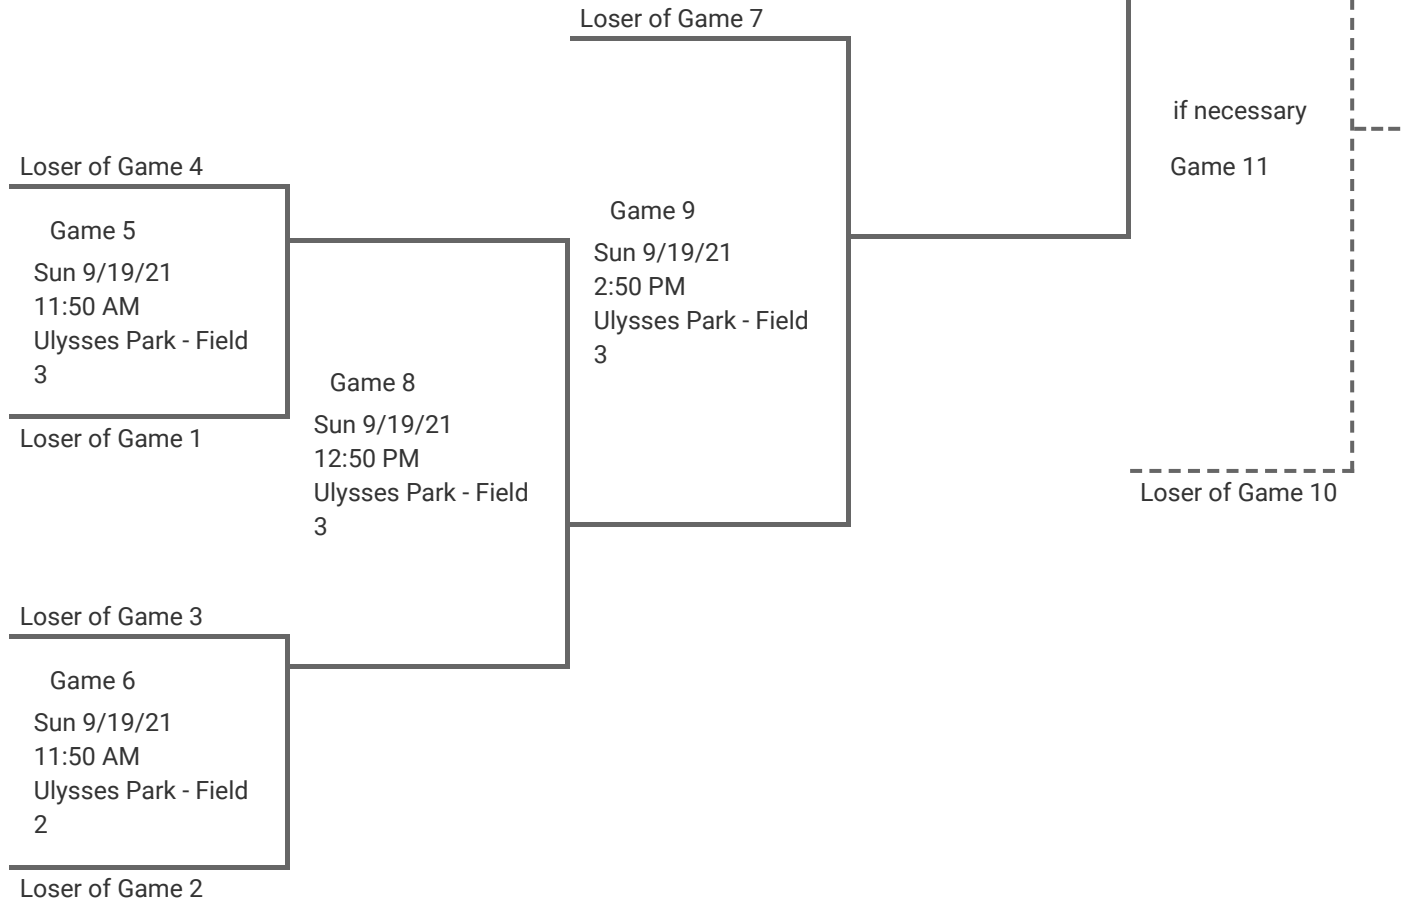 Loser of Game 7
if necessary
Game 11
Loser of Game 4
Game 5
Sun 9/19/21
11:50 AM
Ulysses Park - Field
3
Loser of Game 1
Game 9
Sun 9/19/21
2:50 PM
Ulysses Park - Field
3
Game 8
Sun 9/19/21
12:50 PM
Ulysses Park - Field
3
Loser of Game 10
Loser of Game 3
Game 6
Sun 9/19/21
11:50 AM
Ulysses Park - Field
2
Loser of Game 2